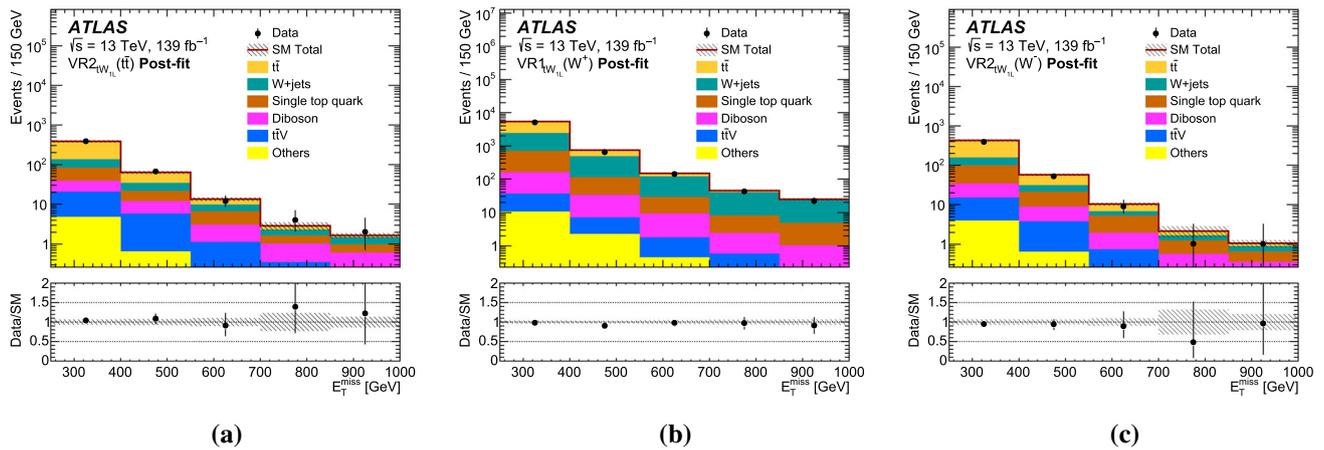 ATLAS
√s = 13 TeV, 139 fb⁻¹
VR2tW1L(tt̄) Post-fit
Data
SM Total
tt̄
W+jets
Single top quark
Diboson
tt̄V
Others
Events / 150 GeV
10⁵
10⁴
10³
10²
10
1
Data/SM
2
1.5
1
0.5
0
300 400 500 600 700 800 900 1000
E_T^miss [GeV]
(a)
ATLAS
√s = 13 TeV, 139 fb⁻¹
VR1tW1L(W⁺) Post-fit
Data
SM Total
tt̄
W+jets
Single top quark
Diboson
tt̄V
Others
Events / 150 GeV
10⁷
10⁶
10⁵
10⁴
10³
10²
10
1
Data/SM
2
1.5
1
0.5
0
300 400 500 600 700 800 900 1000
E_T^miss [GeV]
(b)
ATLAS
√s = 13 TeV, 139 fb⁻¹
VR2tW1L(W⁻) Post-fit
Data
SM Total
tt̄
W+jets
Single top quark
Diboson
tt̄V
Others
Events / 150 GeV
10⁵
10⁴
10³
10²
10
1
Data/SM
2
1.5
1
0.5
0
300 400 500 600 700 800 900 1000
E_T^miss [GeV]
(c)